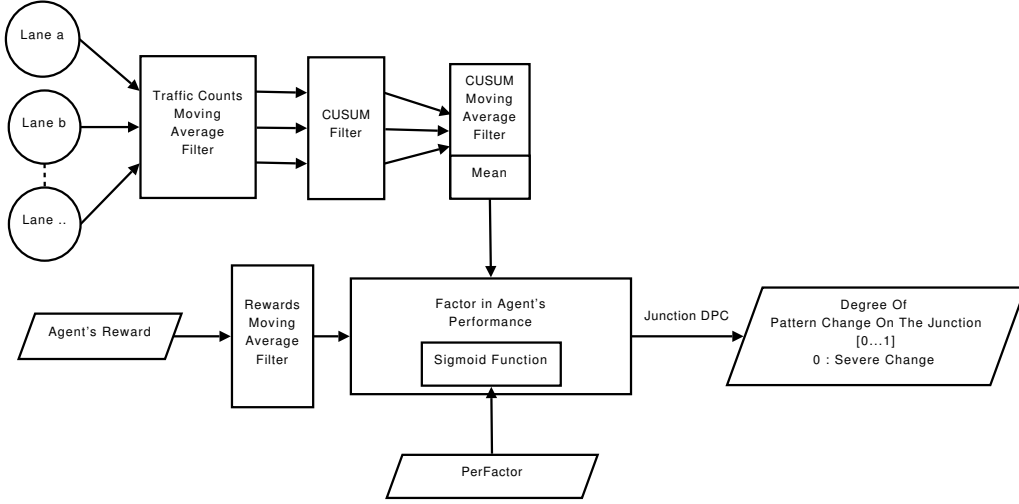 Lane a
Lane b
Lane ..
Traffic Counts
Moving
Average
Filter
CUSUM
Filter
CUSUM
Moving
Average
Filter
Mean
Agent's Reward
Rewards
Moving
Average
Filter
Factor in Agent's
Performance
Sigmoid Function
PerFactor
Junction DPC
Degree Of
Pattern Change On The Junction
[0...1]
0 : Severe Change